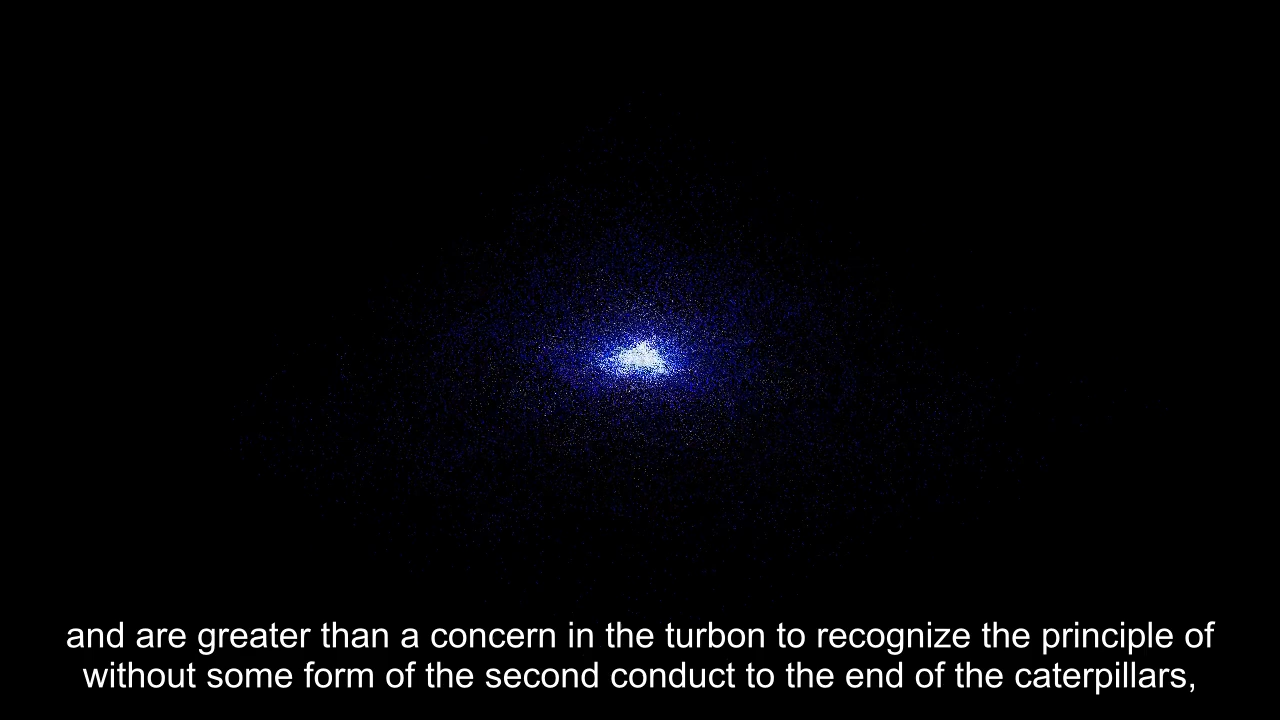 and are greater than a concern in the turbon to recognize the principle of
without some form of the second conduct to the end of the caterpillars,